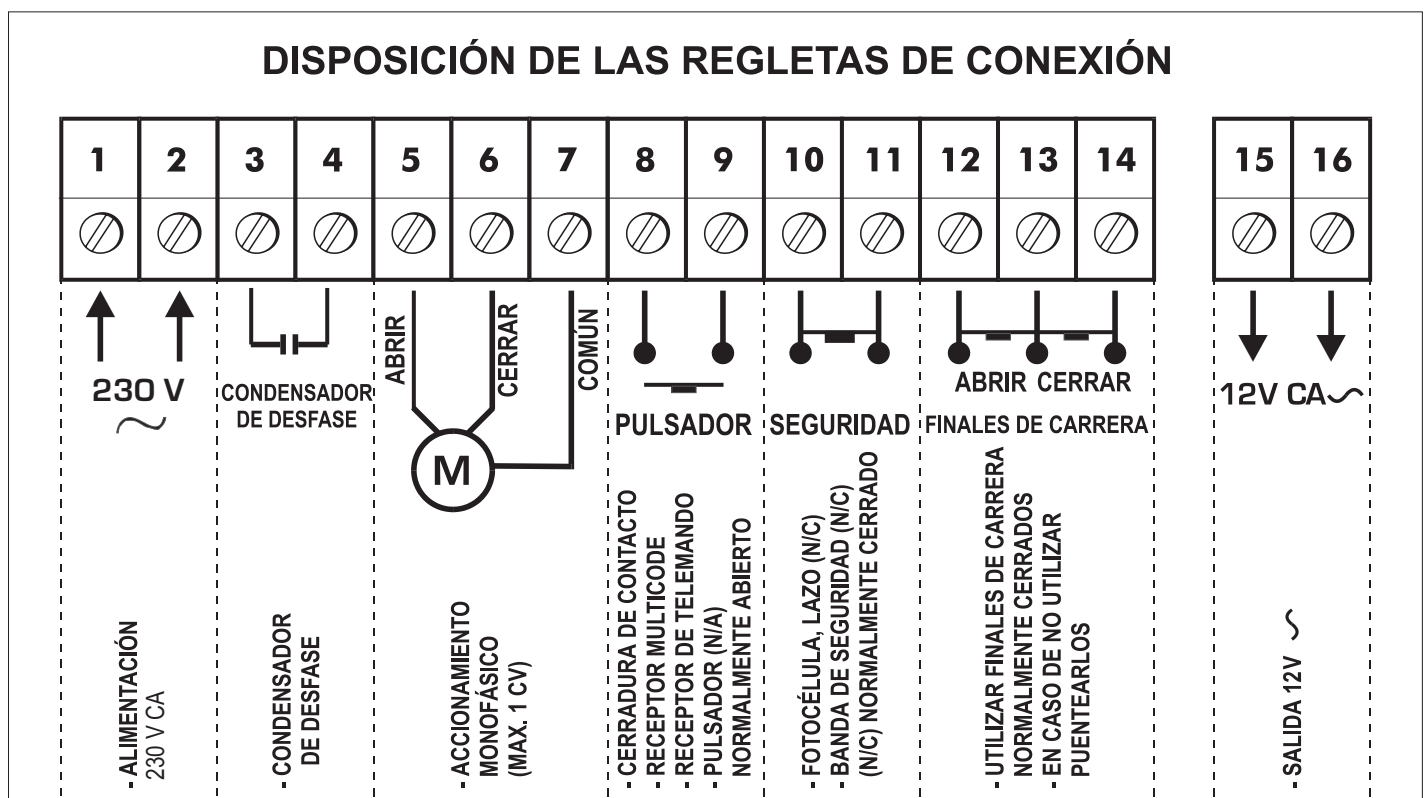 DISPOSICIÓN DE LAS REGLETAS DE CONEXIÓN
1 2 3 4 5 6 7 8 9 10 11 12 13 14 15 16
230 V
CONDENSADOR
DE DESFASE
ABRIR
CERRAR
COMÚN
M
PULSADOR
SEGURIDAD
ABRIR CERRAR
FINALES DE CARRERA
12V CA
- ALIMENTACIÓN
230 V CA
- CONDENSADOR
DE DESFASE
- ACCIONAMIENTO
MONOFÁSICO
(MAX. 1 CV)
- CERRADURA DE CONTACTO
- RECEPTOR MULTICODE
- RECEPTOR DE TELEMANDO
- PULSADOR (N/A)
NORMALMENTE ABIERTO
- FOTOCÉLULA, LAZO (N/C)
- BANDA DE SEGURIDAD (N/C)
(N/C) NORMALMENTE CERRADO
- UTILIZAR FINALES DE CARRERA
NORMALMENTE CERRADOS
- EN CASO DE NO UTILIZAR
PUENTEARLOS
- SALIDA 12V ~